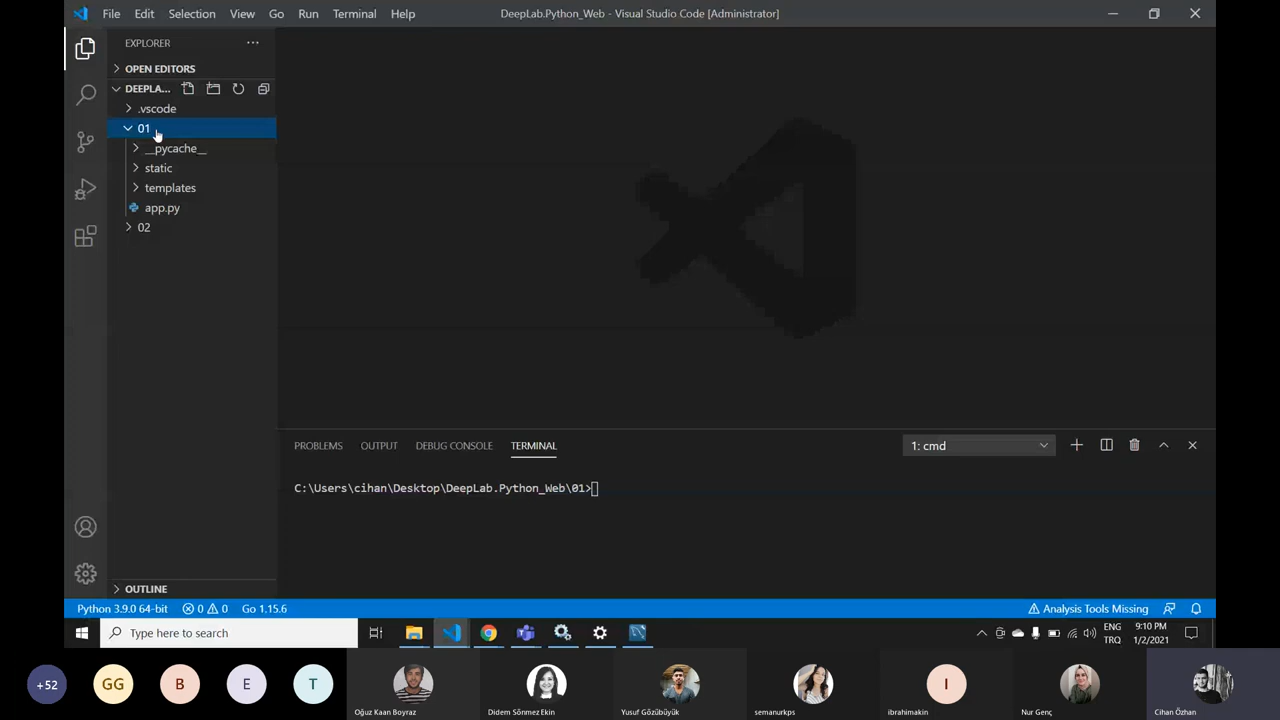 File Edit Selection View Go Run Terminal Help
DeepLab.Python_Web - Visual Studio Code [Administrator]
EXPLORER
OPEN EDITORS
DEEPLA...
.vscode
01
__pycache__
static
templates
app.py
02
PROBLEMS OUTPUT DEBUG CONSOLE TERMINAL
1: cmd
C:\Users\cihan\Desktop\DeepLab.Python_Web\01>
OUTLINE
Python 3.9.0 64-bit 0 0 Go 1.15.6
Analysis Tools Missing
Type here to search
ENG
TRQ
9:10 PM
1/2/2021
+52 GG B E T I
Oğuz Kaan Boyraz Didem Sönmez Ekin Yusuf Gözübüyük semanurkps ibrahimakin Nur Genç Cihan Özhan